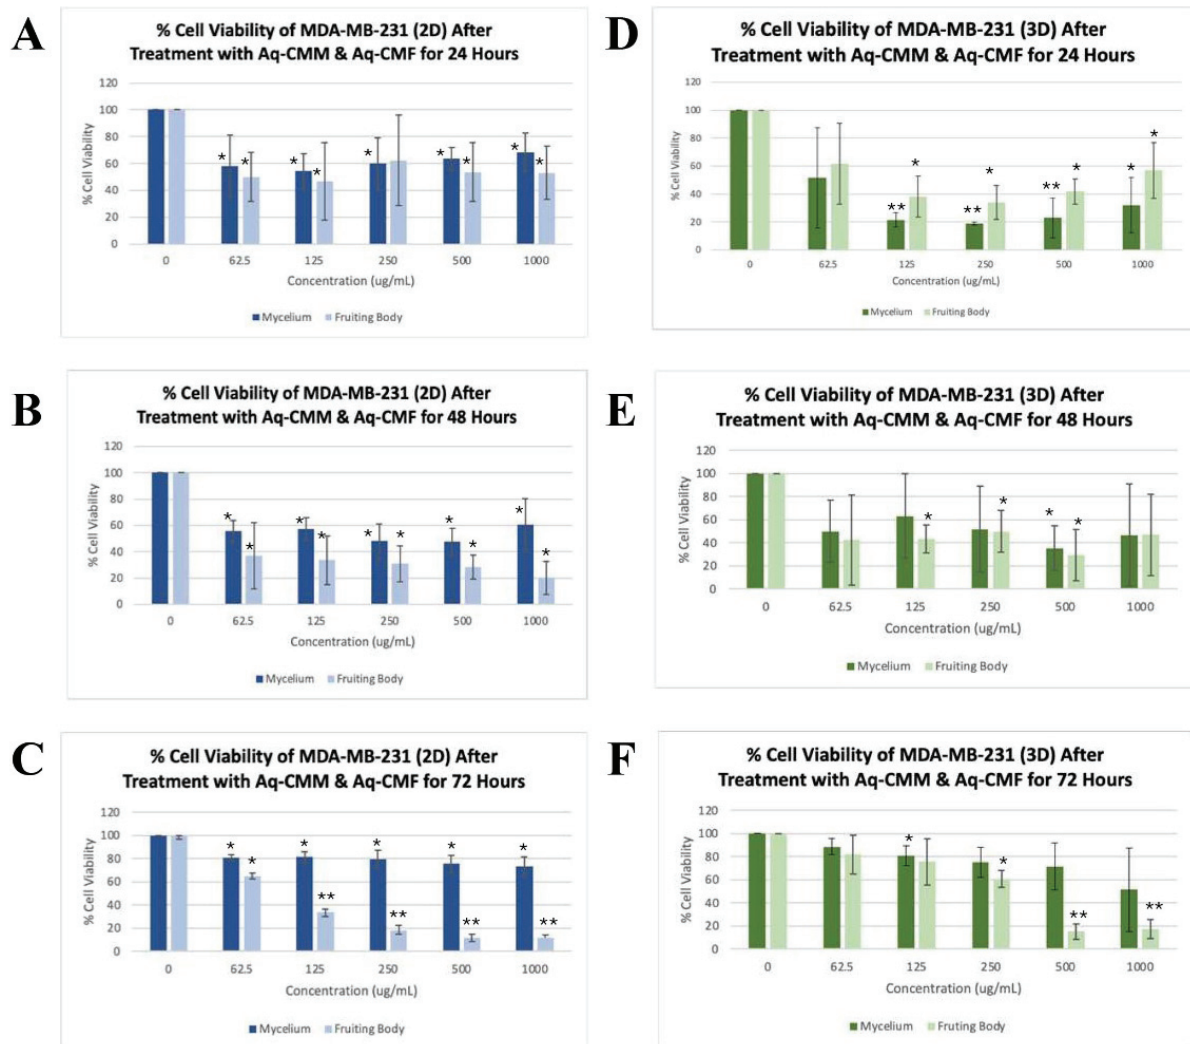 A
% Cell Viability of MDA-MB-231 (2D) After
Treatment with Aq-CMM & Aq-CMF for 24 Hours
% Cell Viability
120
100
80
60
40
20
0
* * * * * * * * *
0 62.5 125 250 500 1000
Concentration (ug/mL)
Mycelium Fruiting Body
D
% Cell Viability of MDA-MB-231 (3D) After
Treatment with Aq-CMM & Aq-CMF for 24 Hours
% Cell Viability
120
100
80
60
40
20
0
** * ** * ** * * *
0 62.5 125 250 500 1000
Concentration (ug/mL)
Mycelium Fruiting Body
B
% Cell Viability of MDA-MB-231 (2D) After
Treatment with Aq-CMM & Aq-CMF for 48 Hours
% Cell Viability
120
100
80
60
40
20
0
* * * * * * * * * *
0 62.5 125 250 500 1000
Concentration (ug/mL)
Mycelium Fruiting Body
E
% Cell Viability of MDA-MB-231 (3D) After
Treatment with Aq-CMM & Aq-CMF for 48 Hours
% Cell Viability
120
100
80
60
40
20
0
* * * *
0 62.5 125 250 500 1000
Concentration (ug/mL)
Mycelium Fruiting Body
C
% Cell Viability of MDA-MB-231 (2D) After
Treatment with Aq-CMM & Aq-CMF for 72 Hours
% Cell Viability
120
100
80
60
40
20
0
* * * ** * ** * ** * **
0 62.5 125 250 500 1000
Concentration (ug/mL)
Mycelium Fruiting Body
F
% Cell Viability of MDA-MB-231 (3D) After
Treatment with Aq-CMM & Aq-CMF for 72 Hours
% Cell Viability
120
100
80
60
40
20
0
* * ** **
0 62.5 125 250 500 1000
Concentration (ug/mL)
Mycelium Fruting Body